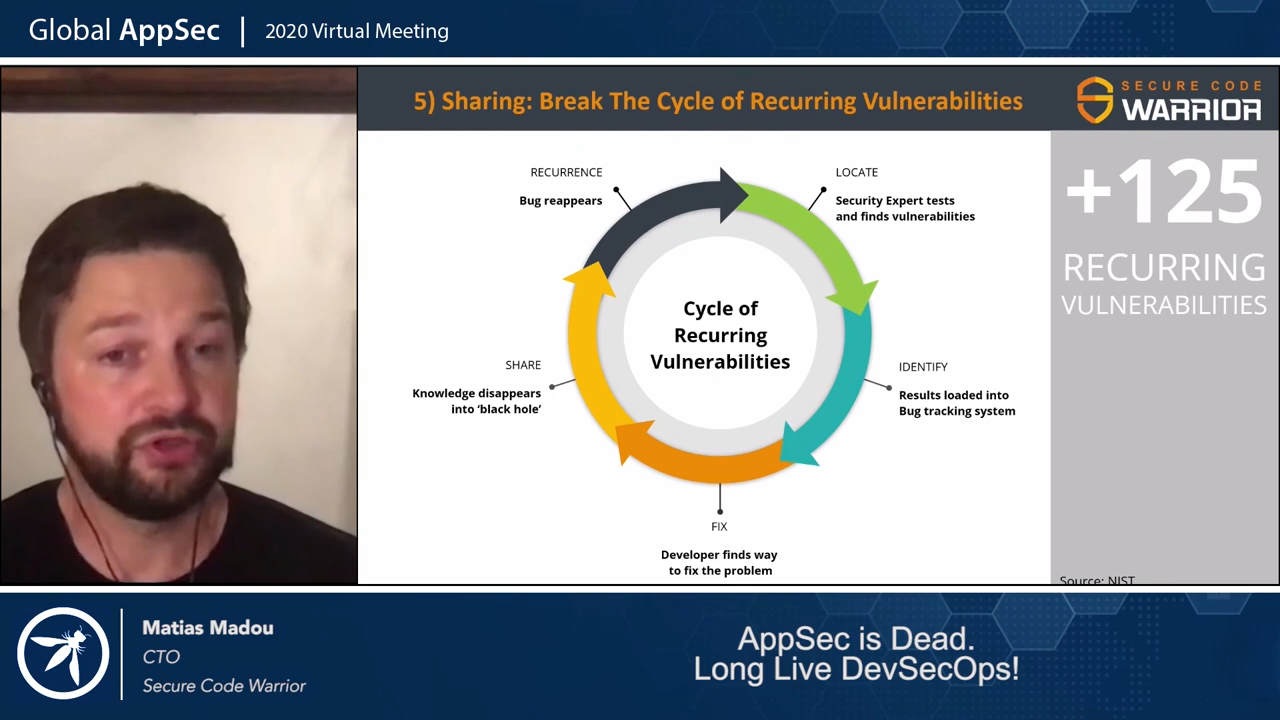 Global AppSec | 2020 Virtual Meeting
5) Sharing: Break The Cycle of Recurring Vulnerabilities
SECURE CODE
WARRIOR
+125
RECURRING
VULNERABILITIES
RECURRENCE
Bug reappears
LOCATE
Security Expert tests
and finds vulnerabilities
Cycle of
Recurring
Vulnerabilities
SHARE
Knowledge disappears
into ‘black hole’
IDENTIFY
Results loaded into
Bug tracking system
FIX
Developer finds way
to fix the problem
Source: NIST
Matias Madou
CTO
Secure Code Warrior
AppSec is Dead.
Long Live DevSecOps!